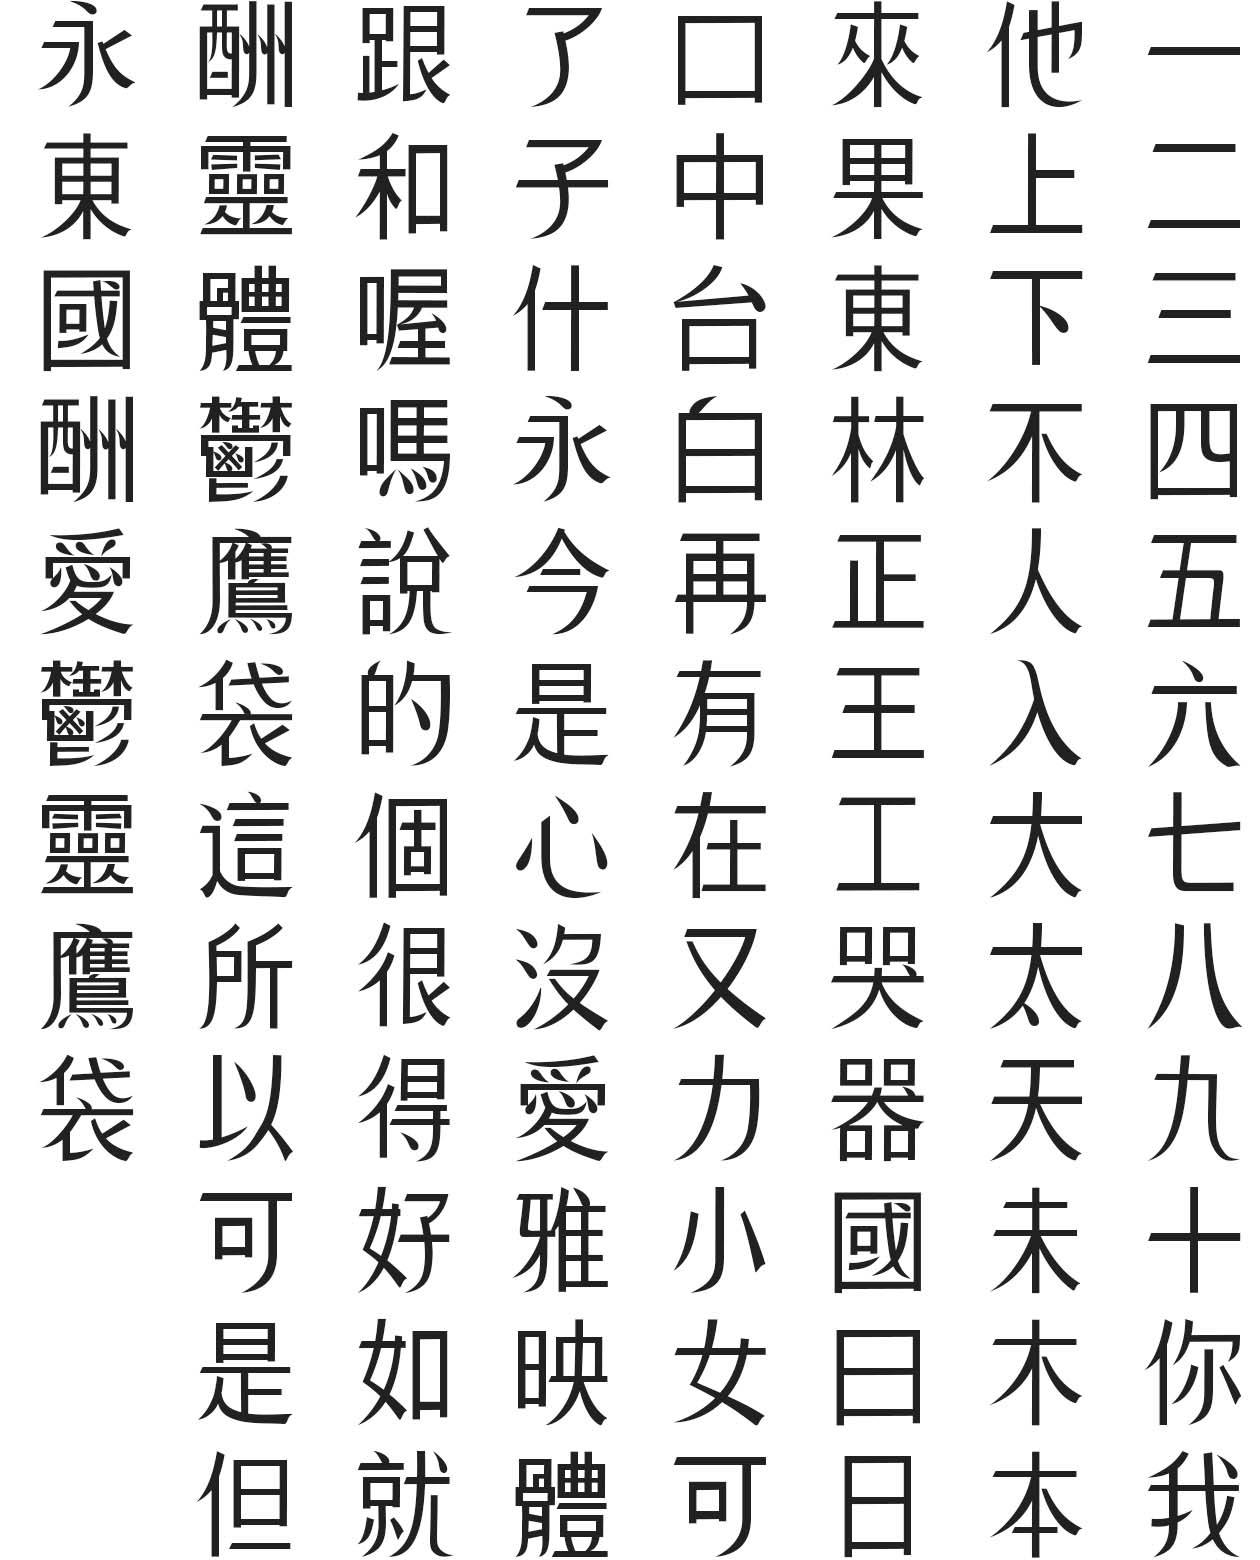 一二三四五六七八九十你我
他上下不人入大太天未木本
來果東林正王工哭器國曰日
口中台白再有在又力小女可
了子什永今是心沒愛雅映體
跟和喔嗎說的個很得好如就
酬靈體鬱鷹袋這所以可是但
永東國酬愛鬱靈鷹袋